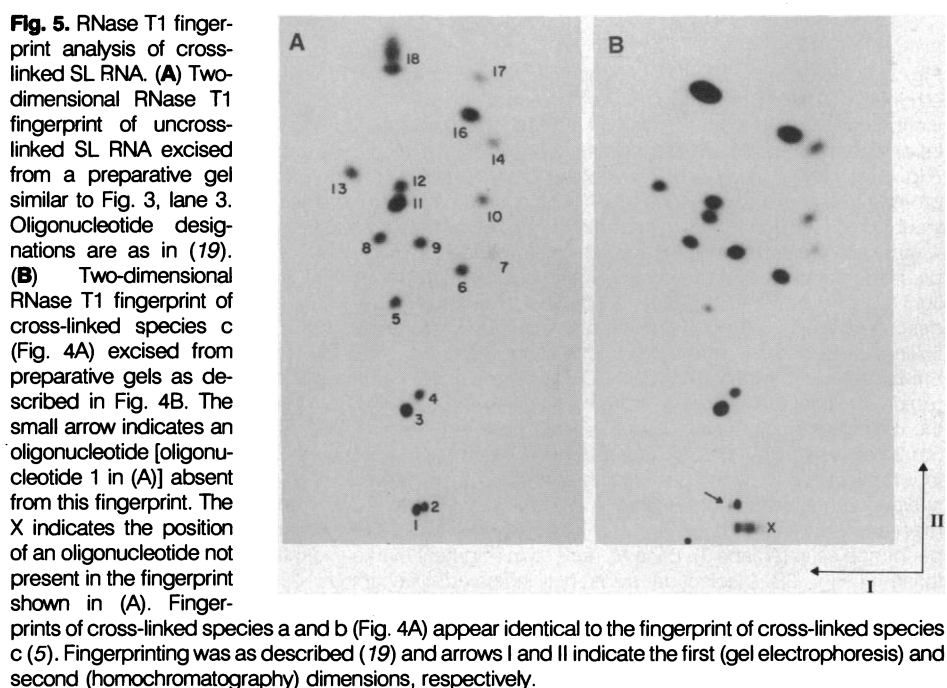 Fig. 5. RNase T1 finger-
print analysis of cross-
linked SL RNA. (A) Two-
dimensional RNase T1
fingerprint of uncross-
linked SL RNA excised
from a preparative gel
similar to Fig. 3, lane 3.
Oligonucleotide desig-
nations are as in (19).
(B) Two-dimensional
RNase T1 fingerprint of
cross-linked species c
(Fig. 4A) excised from
preparative gels as de-
scribed in Fig. 4B. The
small arrow indicates an
oligonucleotide [oligonu-
cleotide 1 in (A)] absent
from this fingerprint. The
X indicates the position
of an oligonucleotide not
present in the fingerprint
shown in (A). Finger-
prints of cross-linked species a and b (Fig. 4A) appear identical to the fingerprint of cross-linked species
c (5). Fingerprinting was as described (19) and arrows I and II indicate the first (gel electrophoresis) and
second (homochromatography) dimensions, respectively.
A
18
17
16
14
13
12
11
10
8
9
7
6
5
4
3
2
1
B
X
II
I